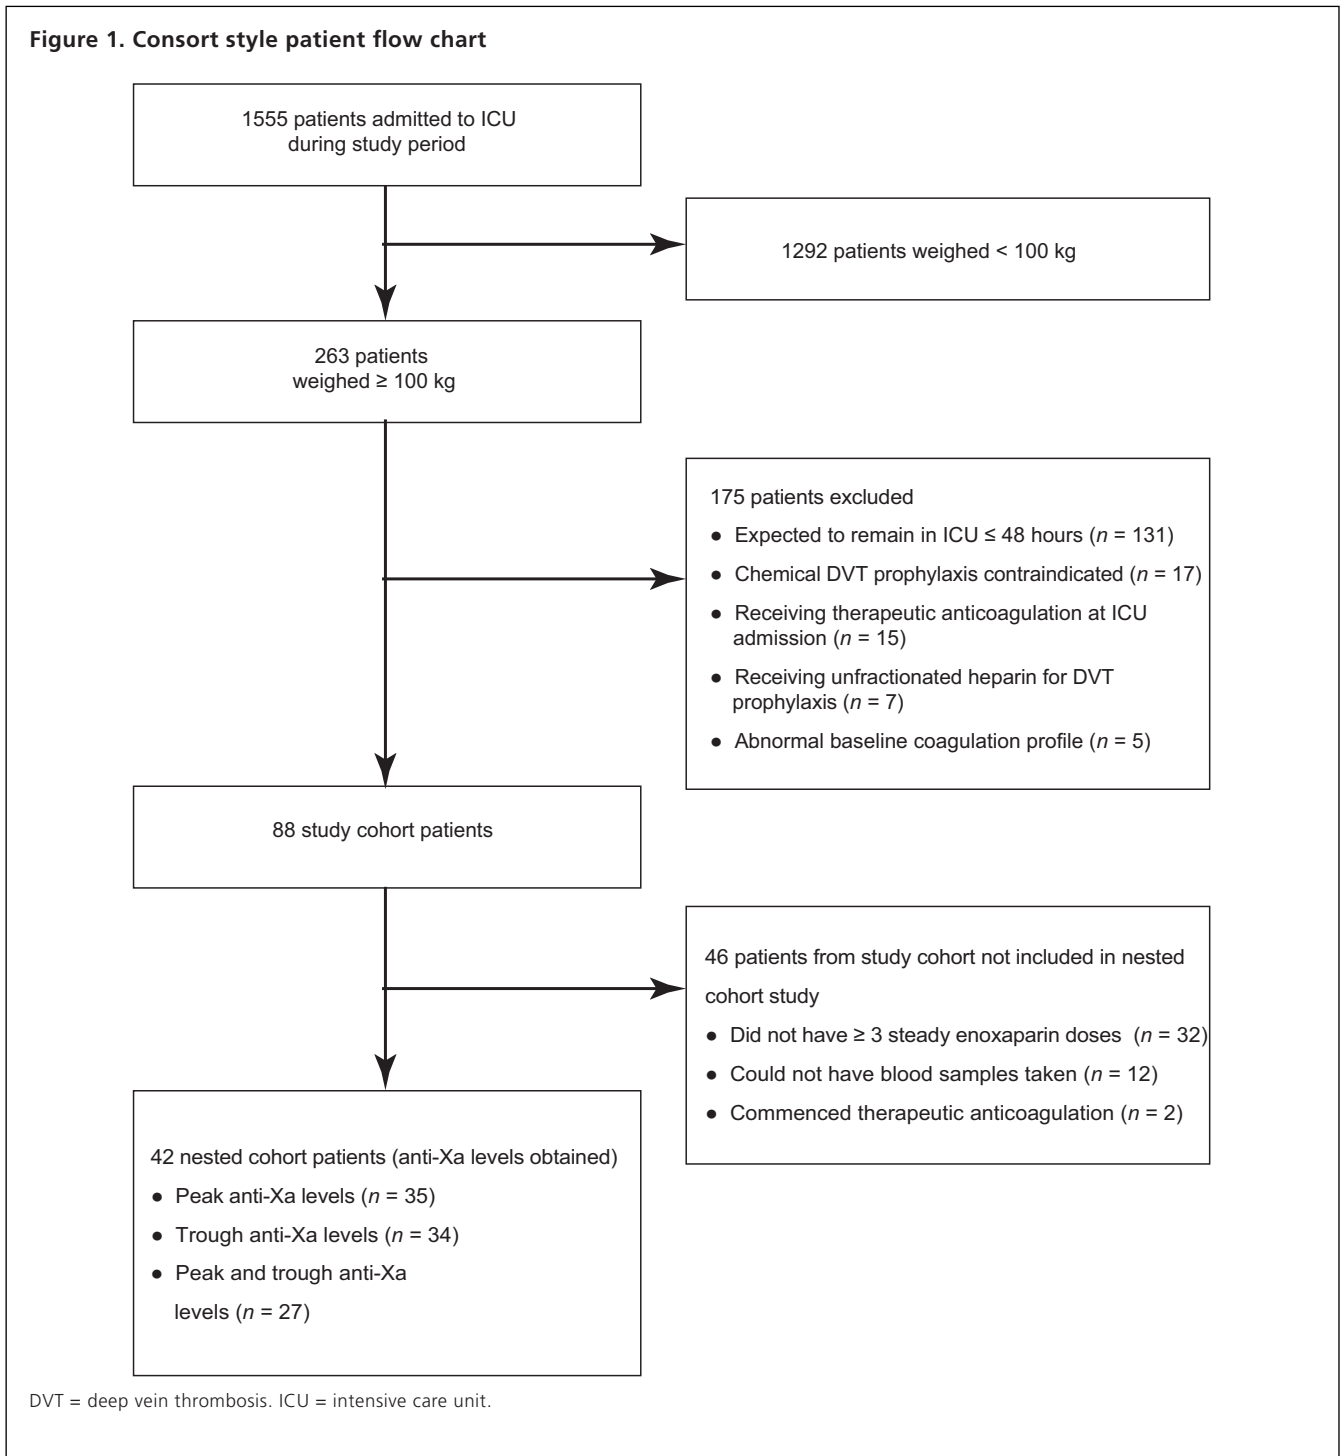 Figure 1. Consort style patient flow chart
1555 patients admitted to ICU
during study period
1292 patients weighed < 100 kg
263 patients
weighed ≥ 100 kg
175 patients excluded
● Expected to remain in ICU ≤ 48 hours (n = 131)
● Chemical DVT prophylaxis contraindicated (n = 17)
● Receiving therapeutic anticoagulation at ICU
admission (n = 15)
● Receiving unfractionated heparin for DVT
prophylaxis (n = 7)
● Abnormal baseline coagulation profile (n = 5)
88 study cohort patients
46 patients from study cohort not included in nested
cohort study
● Did not have ≥ 3 steady enoxaparin doses (n = 32)
● Could not have blood samples taken (n = 12)
● Commenced therapeutic anticoagulation (n = 2)
42 nested cohort patients (anti-Xa levels obtained)
● Peak anti-Xa levels (n = 35)
● Trough anti-Xa levels (n = 34)
● Peak and trough anti-Xa
levels (n = 27)
DVT = deep vein thrombosis. ICU = intensive care unit.